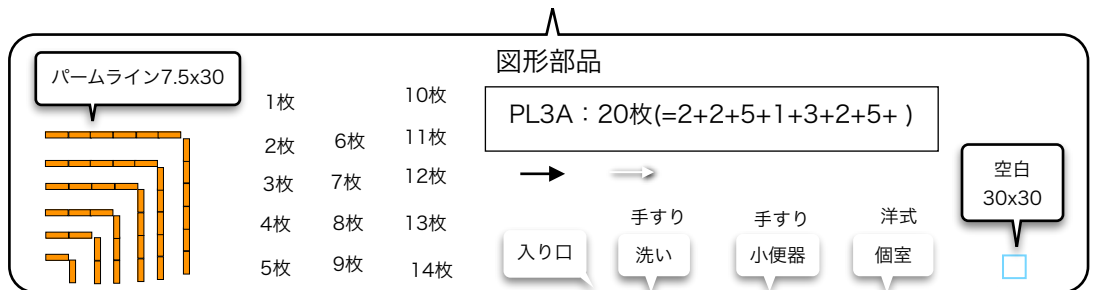 図形部品
パームライン7.5x30
1枚
2枚
3枚
4枚
5枚
6枚
7枚
8枚
9枚
10枚
11枚
12枚
13枚
14枚
PL3A：20枚(=2+2+5+1+3+2+5+ )
入り口
手すり
洗い
手すり
小便器
洋式
個室
空白
30x30